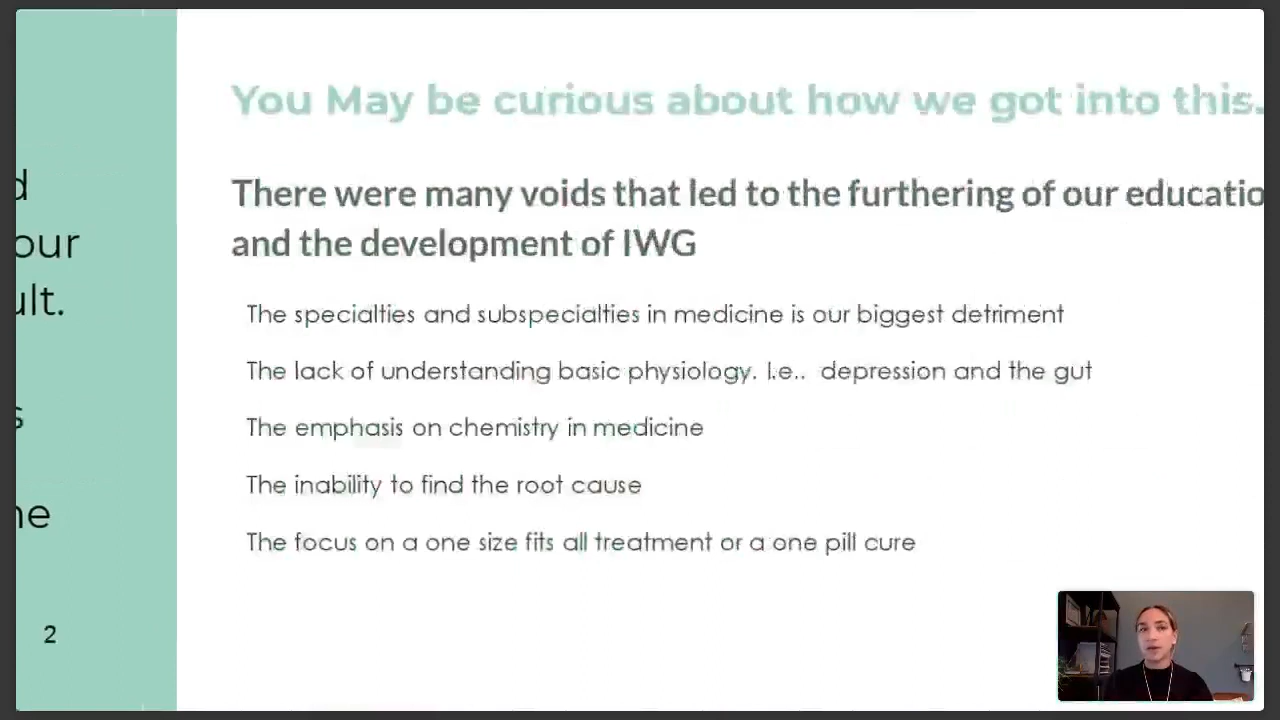 d
our
ult.
s
ne
2
You May be curious about how we got into this.
There were many voids that led to the furthering of our educatio
and the development of IWG
The specialties and subspecialties in medicine is our biggest detriment
The lack of understanding basic physiology. I.e.. depression and the gut
The emphasis on chemistry in medicine
The inability to find the root cause
The focus on a one size fits all treatment or a one pill cure